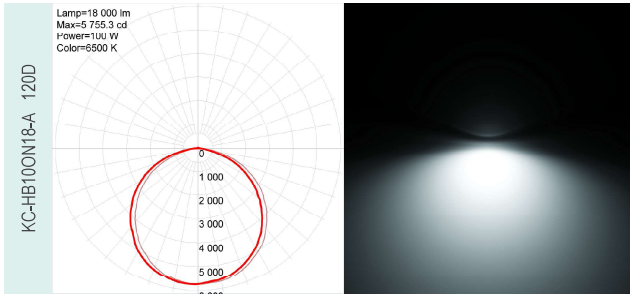 KC-HB100N18-A 120D
Lamp=18 000 lm
Max=5 755.3 cd
Power=100 W
Color=6500 K
0
1 000
2 000
3 000
4 000
5 000